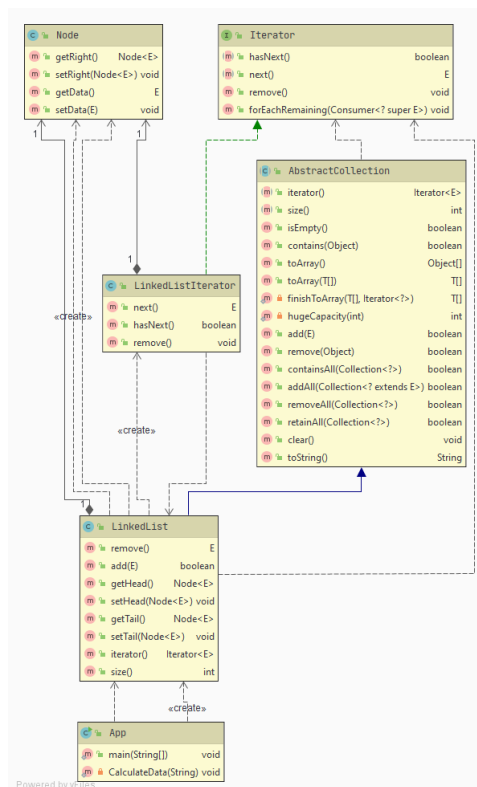 Node
getRight() Node<E>
setRight(Node<E>) void
getData() E
setData(E) void
Iterator
hasNext() boolean
next() E
remove() void
forEachRemaining(Consumer<? super E>) void
AbstractCollection
iterator() Iterator<E>
size() int
isEmpty() boolean
contains(Object) boolean
toArray() Object[]
toArray(T[]) T[]
finishToArray(T[], Iterator<?>) T[]
hugeCapacity(int) int
add(E) boolean
remove(Object) boolean
containsAll(Collection<?>) boolean
addAll(Collection<? extends E>) boolean
removeAll(Collection<?>) boolean
retainAll(Collection<?>) boolean
clear() void
toString() String
1
1
1
LinkedListIterator
next() E
hasNext() boolean
remove() void
«create»
«create»
1
LinkedList
remove() E
add(E) boolean
getHead() Node<E>
setHead(Node<E>) void
getTail() Node<E>
setTail(Node<E>) void
iterator() Iterator<E>
size() int
«create»
App
main(String[]) void
CalculateData(String) void
Powered by yFiles